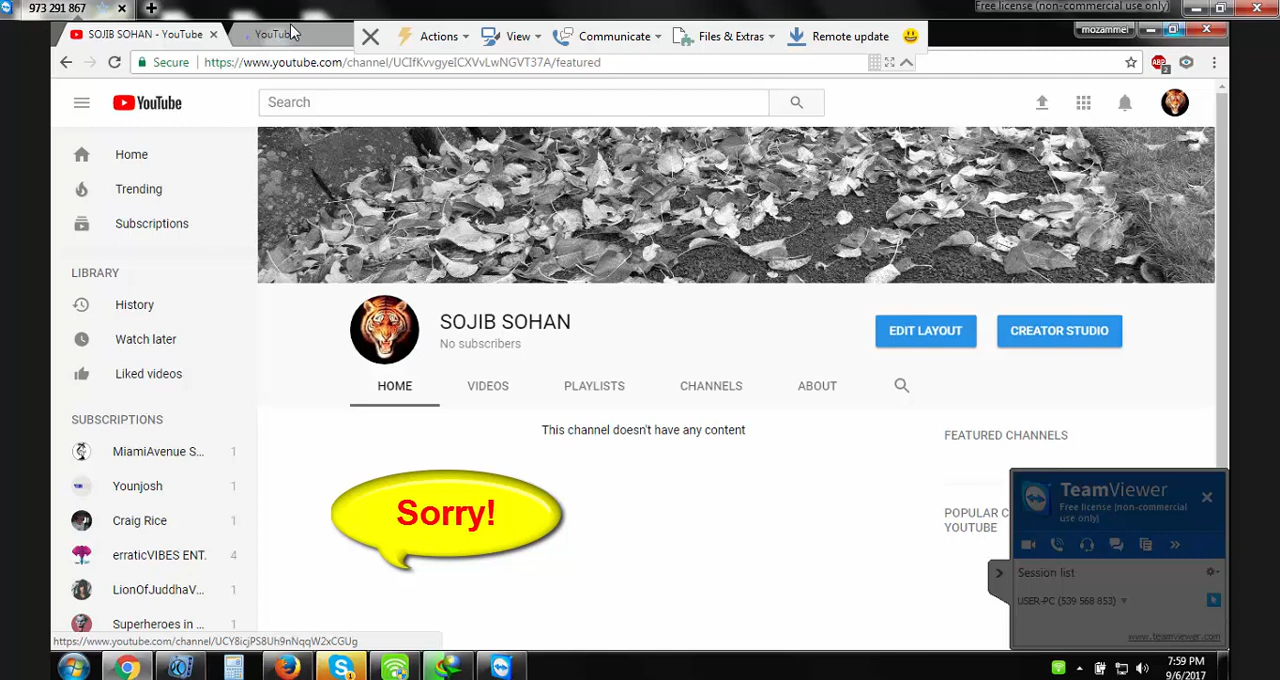 973 291 867
Free license (non-commercial use only)
SOJIB SOHAN - YouTube
YouTub
Actions
View
Communicate
Files & Extras
Remote update
mozammel
Secure
https://www.youtube.com/channel/UCIfKvvgyeICXVvLwNGVT37A/featured
ABP
2
YouTube
Search
Home
Trending
Subscriptions
LIBRARY
History
Watch later
Liked videos
SUBSCRIPTIONS
MiamiAvenue S... 1
Younjosh 1
Craig Rice 1
erraticVIBES ENT. 4
LionOfJuddhaV... 1
Superheroes in ... 1
SOJIB SOHAN
No subscribers
EDIT LAYOUT
CREATOR STUDIO
HOME
VIDEOS
PLAYLISTS
CHANNELS
ABOUT
This channel doesn't have any content
FEATURED CHANNELS
POPULAR C
YOUTUBE
Sorry!
TeamViewer
Free license (non-commercial
use only)
Session list
USER-PC (539 568 853)
www.teamviewer.com
https://www.youtube.com/channel/UCY8icjPS8Uh9nNqqW2xCGUg
7:59 PM
9/6/2017